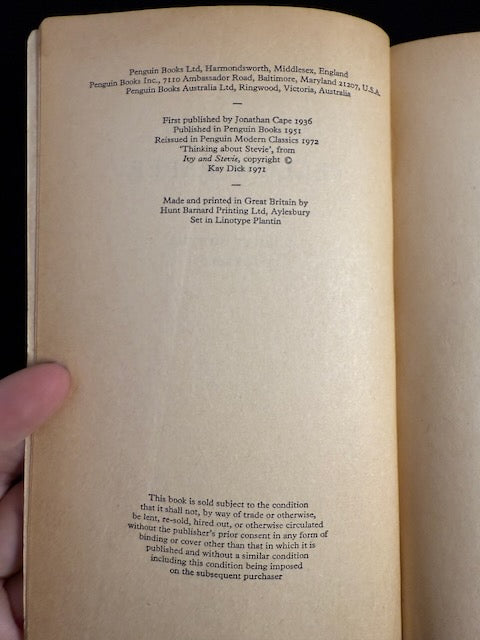 Penguin Books Ltd, Harmondsworth, Middlesex, England
Penguin Books Inc., 7110 Ambassador Road, Baltimore, Maryland 21207, U.S.A.
Penguin Books Australia Ltd, Ringwood, Victoria, Australia
—
First published by Jonathan Cape 1936
Published in Penguin Books 1951
Reissued in Penguin Modern Classics 1972
'Thinking about Stevie', from
Ivy and Stevie, copyright ©
Kay Dick 1971
—
Made and printed in Great Britain by
Hunt Barnard Printing Ltd, Aylesbury
Set in Linotype Plantin
This book is sold subject to the condition
that it shall not, by way of trade or otherwise,
be lent, re-sold, hired out, or otherwise circulated
without the publisher's prior consent in any form of
binding or cover other than that in which it is
published and without a similar condition
including this condition being imposed
on the subsequent purchaser